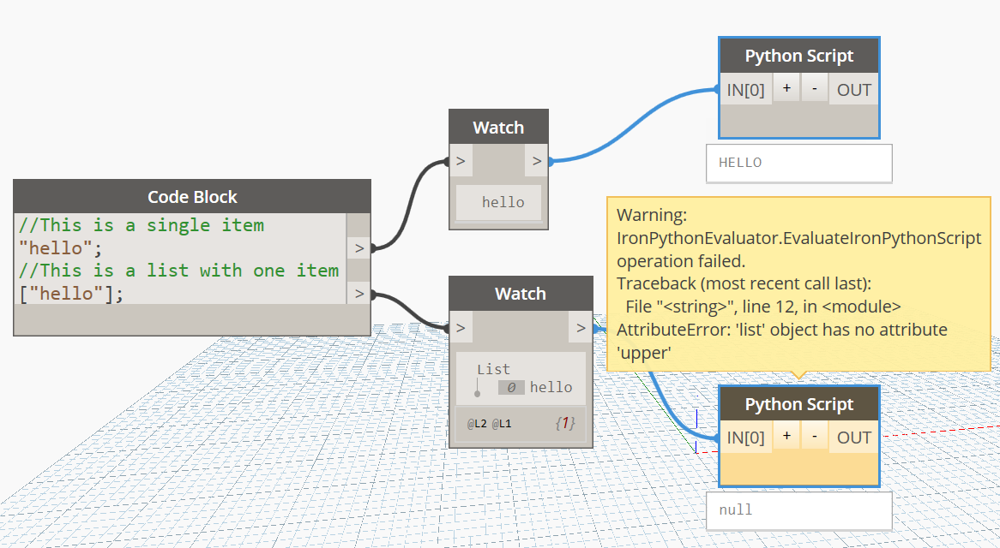 Code Block
//This is a single item
"hello";
>
//This is a list with one item
["hello"];
>
Watch
>
>
hello
Watch
>
>
List
0 hello
@L2 @L1 {1}
Python Script
IN[0] + - OUT
HELLO
Warning:
IronPythonEvaluator.EvaluateIronPythonScript
operation failed.
Traceback (most recent call last):
File "<string>", line 12, in <module>
AttributeError: 'list' object has no attribute
'upper'
Python Script
IN[0] + - OUT
null